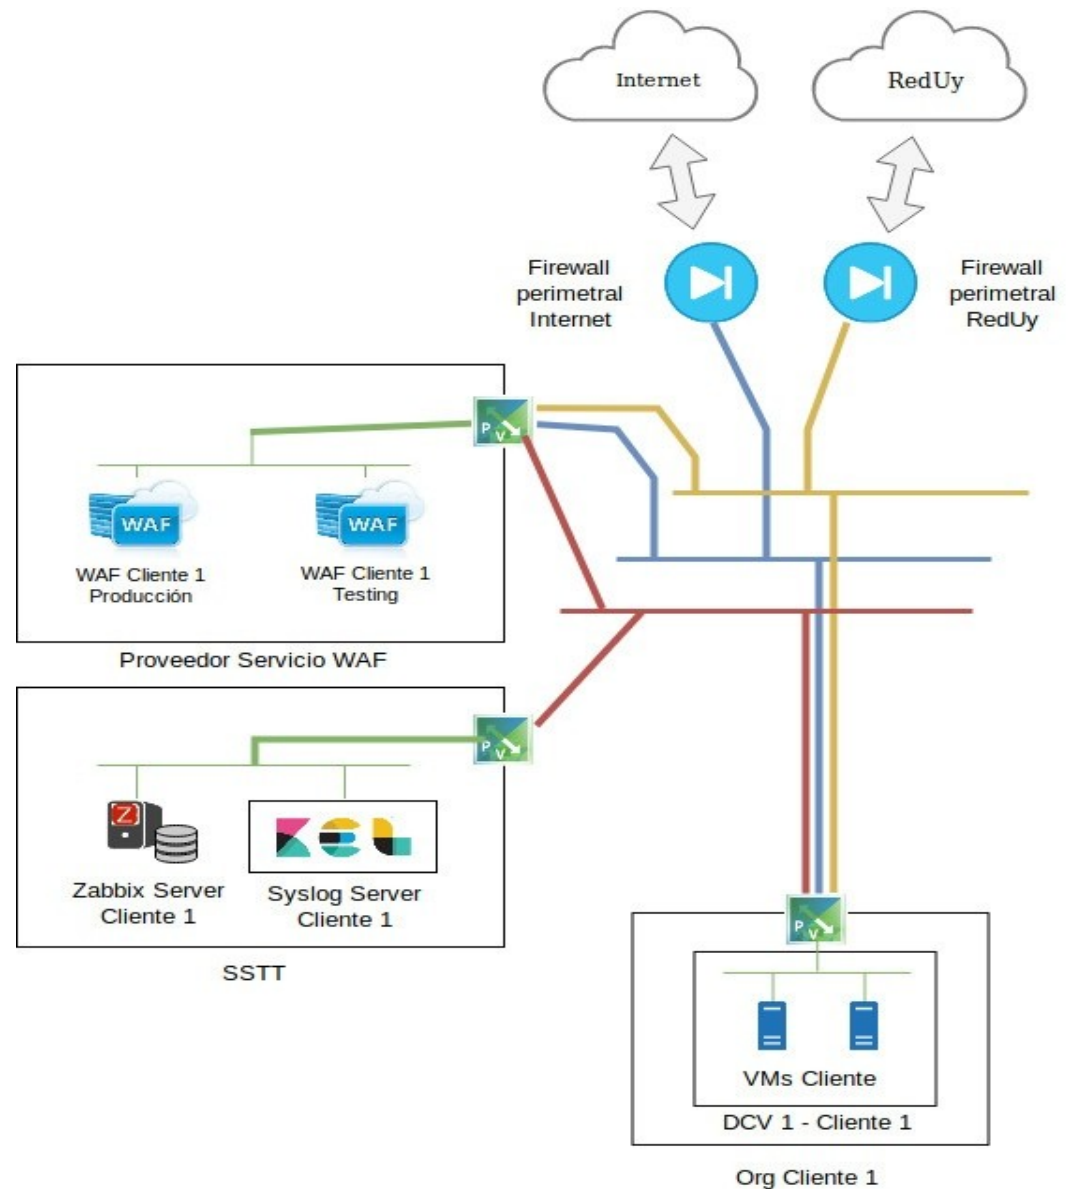 Internet
RedUy
Firewall
perimetral
Internet
Firewall
perimetral
RedUy
P
V
WAF
WAF
WAF Cliente 1
Producción
WAF Cliente 1
Testing
Proveedor Servicio WAF
P
V
Z
Zabbix Server
Cliente 1
Syslog Server
Cliente 1
SSTT
P
V
VMs Cliente
DCV 1 - Cliente 1
Org Cliente 1